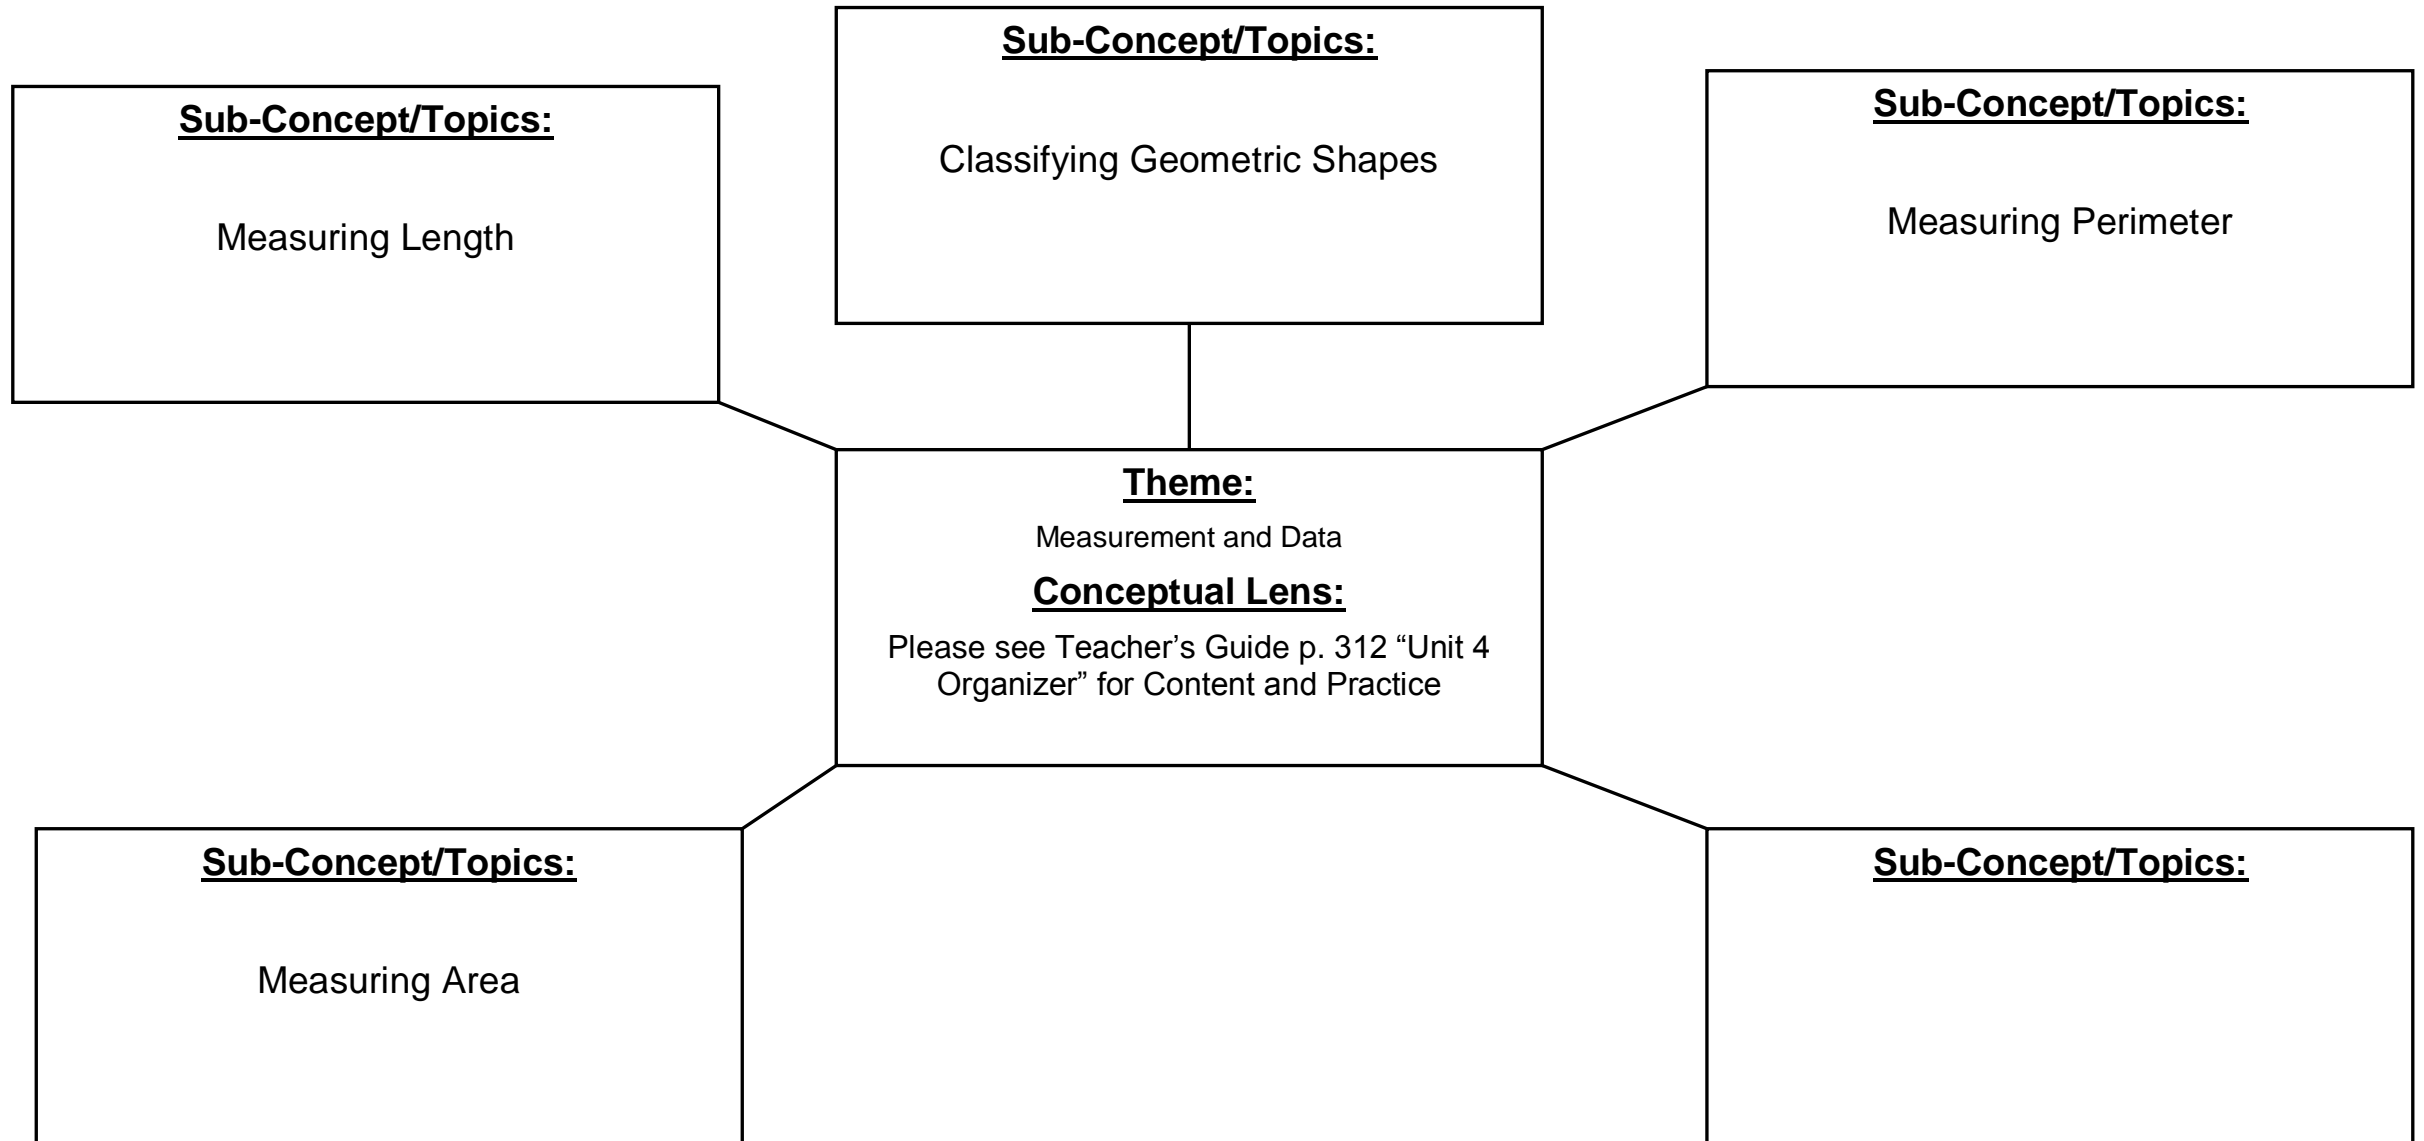 Sub-Concept/Topics:
Measuring Length
Sub-Concept/Topics:
Classifying Geometric Shapes
Sub-Concept/Topics:
Measuring Perimeter
Theme:
Measurement and Data
Conceptual Lens:
Please see Teacher’s Guide p. 312 “Unit 4
Organizer” for Content and Practice
Sub-Concept/Topics:
Measuring Area
Sub-Concept/Topics: